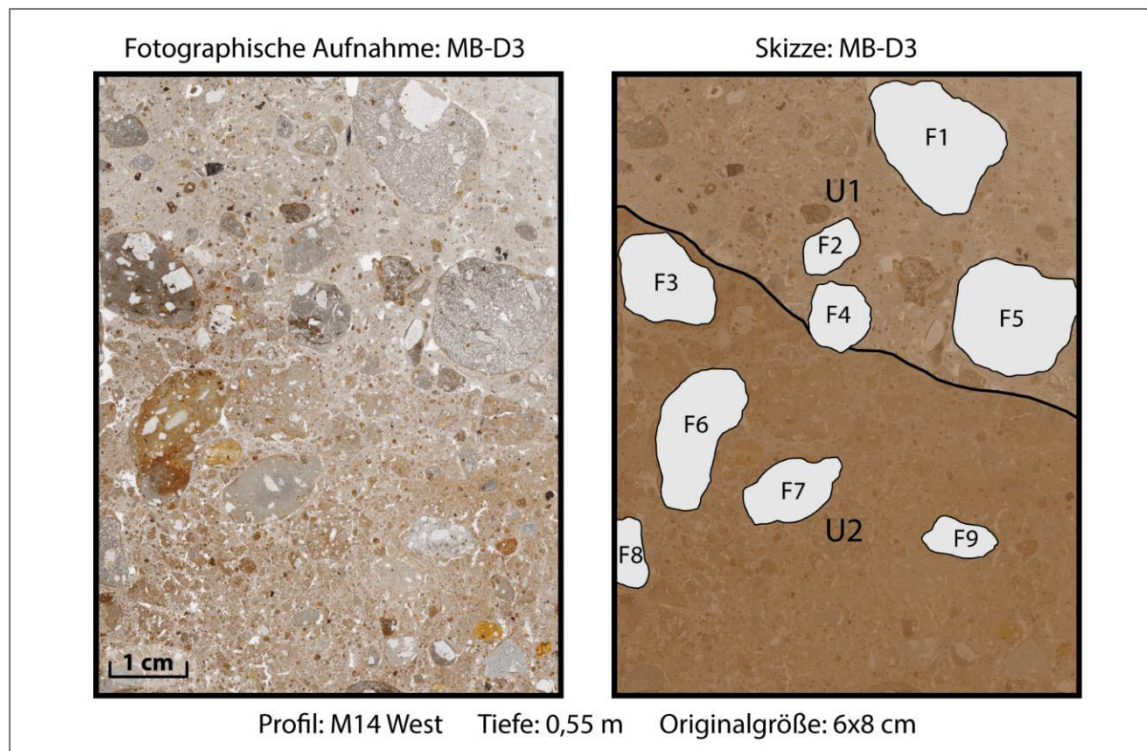 Fotographische Aufnahme: MB-D3
Skizze: MB-D3
F1
U1
F2
F3
F4
F5
F6
F7
U2
F8
F9
1 cm
Profil: M14 West Tiefe: 0,55 m Originalgröße: 6x8 cm